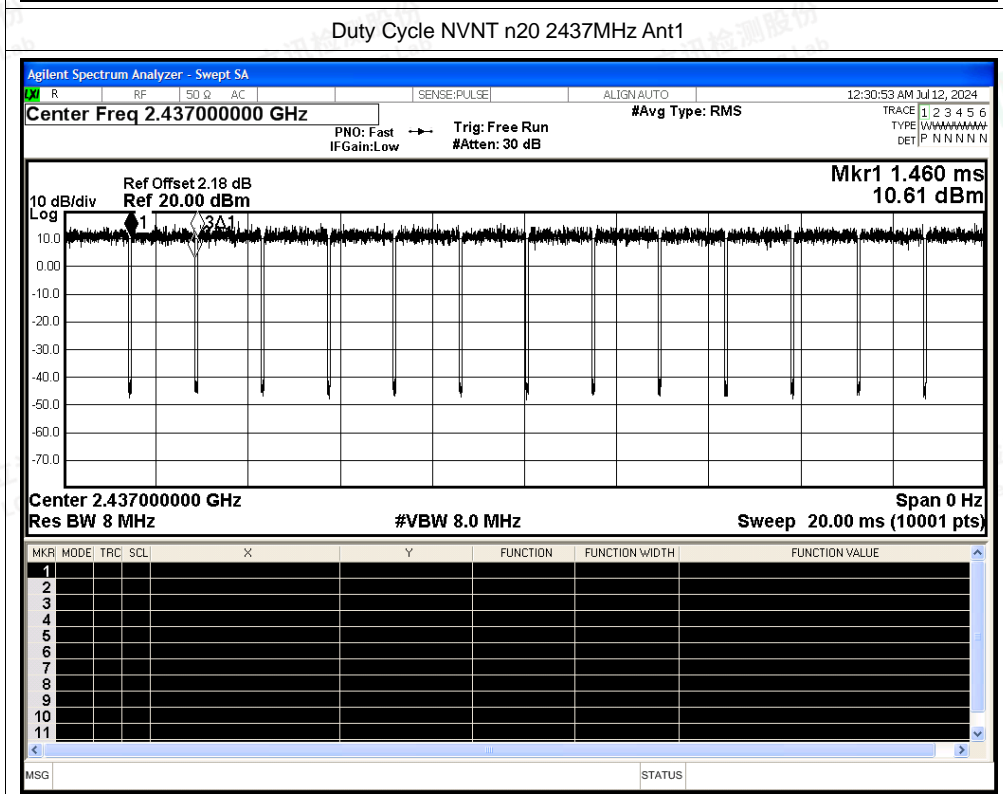 Duty Cycle NVNT n20 2437MHz Ant1
Agilent Spectrum Analyzer - Swept SA
LXI R RF 50 Ω AC SENSE:PULSE ALIGN AUTO 12:30:53 AM Jul 12, 2024
Center Freq 2.437000000 GHz #Avg Type: RMS TRACE 1 2 3 4 5 6
PNO: Fast Trig: Free Run TYPE
IFGain:Low #Atten: 30 dB DET P N N N N N
Mkr1 1.460 ms
Ref Offset 2.18 dB
10 dB/div Ref 20.00 dBm 10.61 dBm
Log
1 3Δ1
10.0
0.00
-10.0
-20.0
-30.0
-40.0
-50.0
-60.0
-70.0
Center 2.437000000 GHz Span 0 Hz
Res BW 8 MHz #VBW 8.0 MHz Sweep 20.00 ms (10001 pts)
MKR MODE TRC SCL X Y FUNCTION FUNCTION WIDTH FUNCTION VALUE
1
2
3
4
5
6
7
8
9
10
11
MSG STATUS